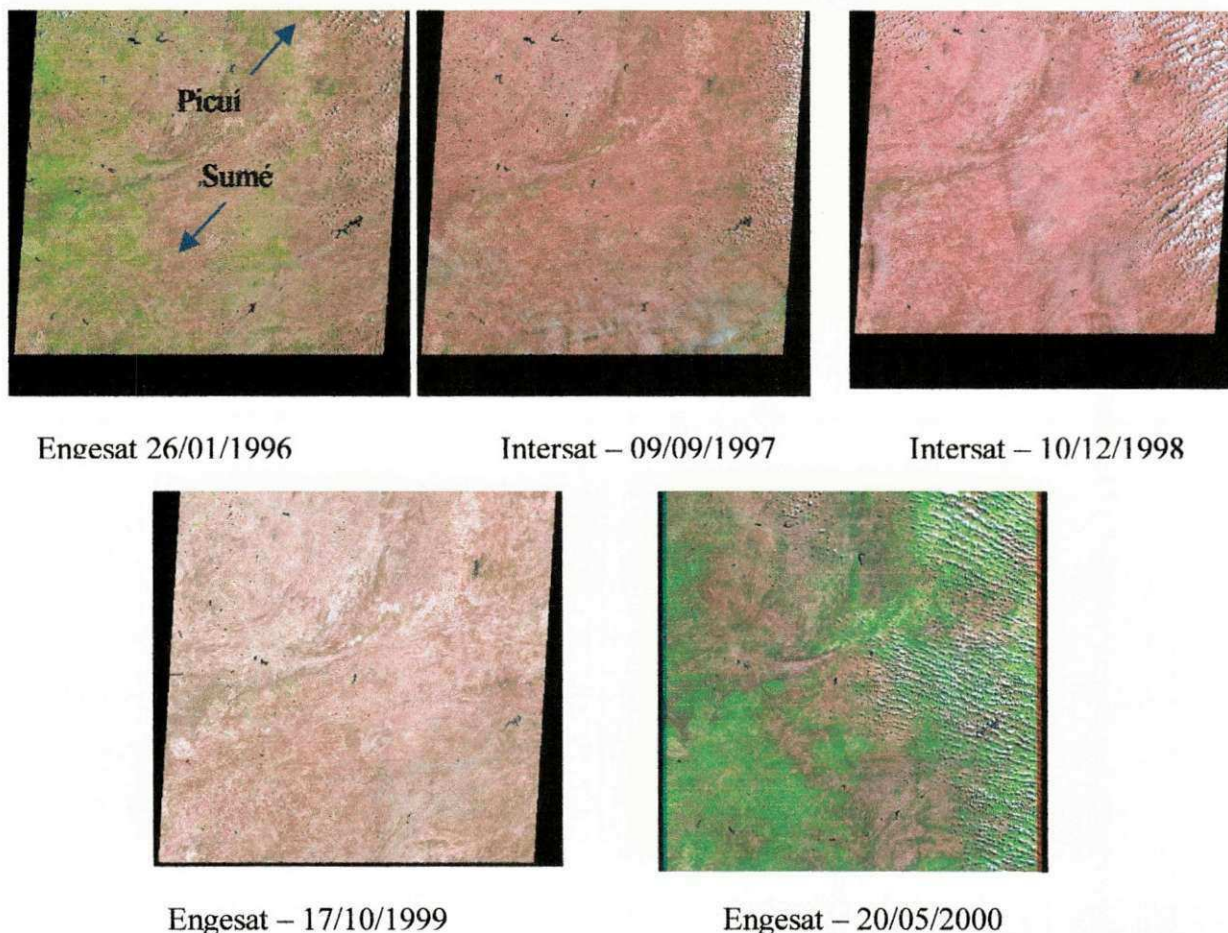 Picuí
Sumé
Engesat 26/01/1996
Intersat – 09/09/1997
Intersat – 10/12/1998
Engesat – 17/10/1999
Engesat – 20/05/2000